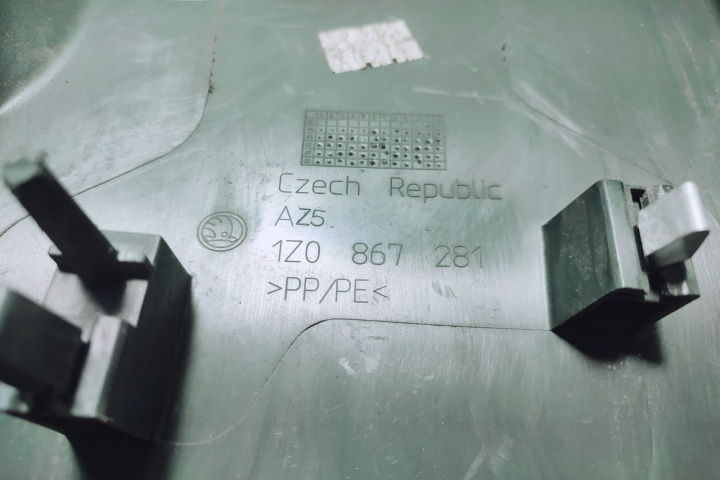 Czech Republic
AZ5
1Z0 867 281
>PP/PE<